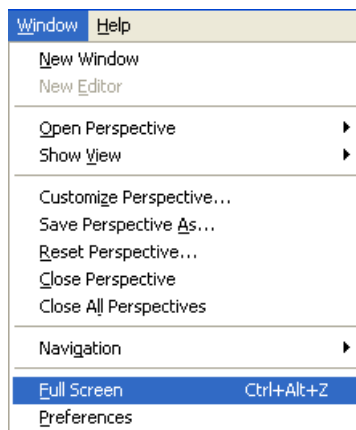 Window Help
New Window
New Editor
Open Perspective
Show View
Customize Perspective...
Save Perspective As...
Reset Perspective...
Close Perspective
Close All Perspectives
Navigation
Full Screen Ctrl+Alt+Z
Preferences